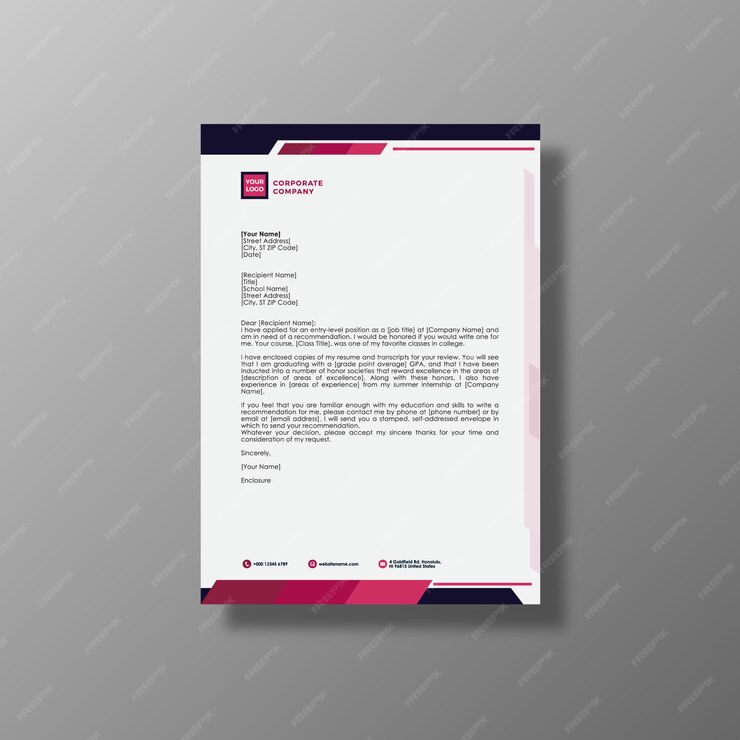 YOUR
LOGO
CORPORATE
COMPANY
[Your Name]
[Street Address]
[City, ST ZIP Code]
[Date]
[Recipient Name]
[Title]
[School Name]
[Street Address]
[City, ST ZIP Code]
Dear [Recipient Name]:
I have applied for an entry-level position as a [job title] at [Company Name] and
am in need of a recommendation. I would be honored if you would write one for
me. Your course, [Class Title], was one of my favorite classes in college.
I have enclosed copies of my resume and transcripts for your review. You will see
that I am graduating with a [grade point average] GPA, and that I have been
inducted into a number of honor societies that reward excellence in the areas of
[description of areas of excellence]. Along with these honors, I also have
experience in [areas of experience] from my summer internship at [Company
Name].
If you feel that you are familiar enough with my education and skills to write a
recommendation for me, please contact me by phone at [phone number] or by
email at [email address]. I will send you a stamped, self-addressed envelope in
which to send your recommendation.
Whatever your decision, please accept my sincere thanks for your time and
consideration of my request.
Sincerely,
[Your Name]
Enclosure
+000 12345 6789
websitename.com
4 Goldfield Rd. Honolulu,
HI 96815 United States
FREEPIK